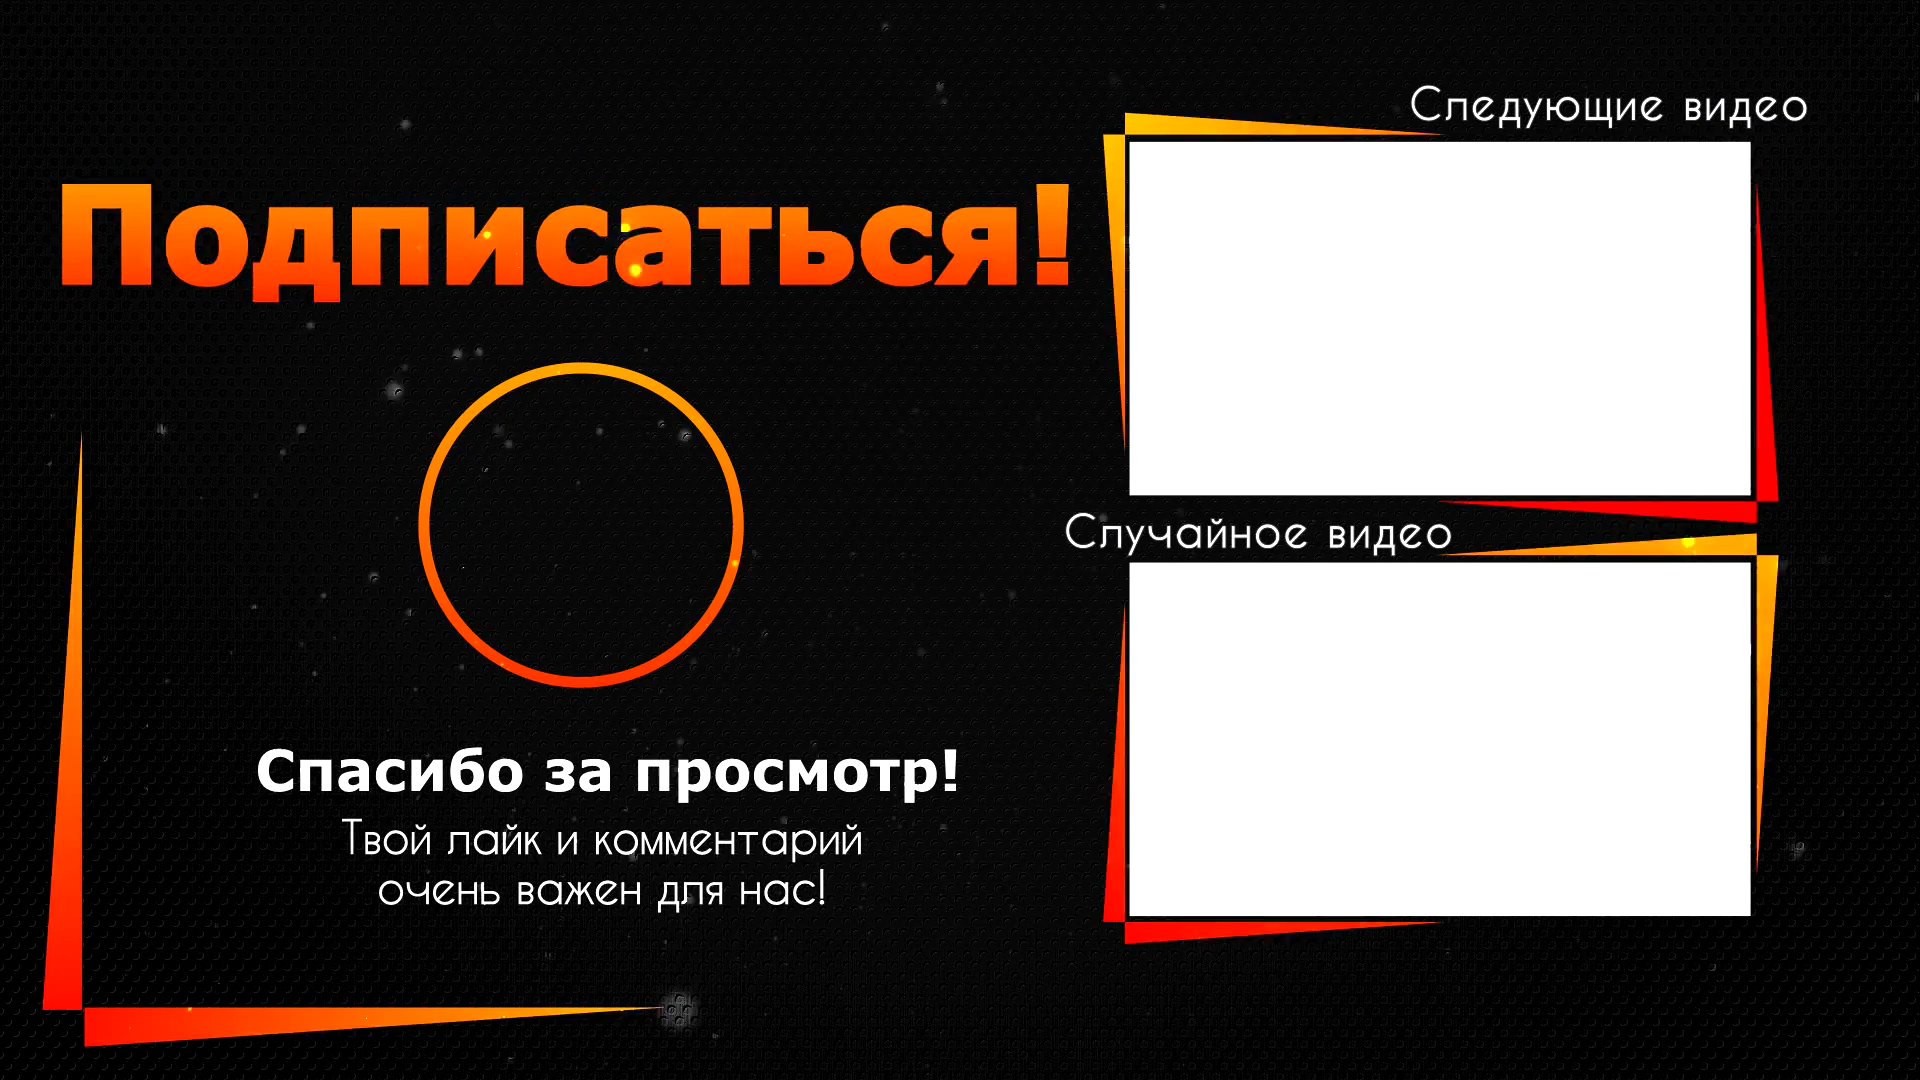 Подписаться!
Спасибо за просмотр!
Твой лайк и комментарий
очень важен для нас!
Следующие видео
Случайное видео